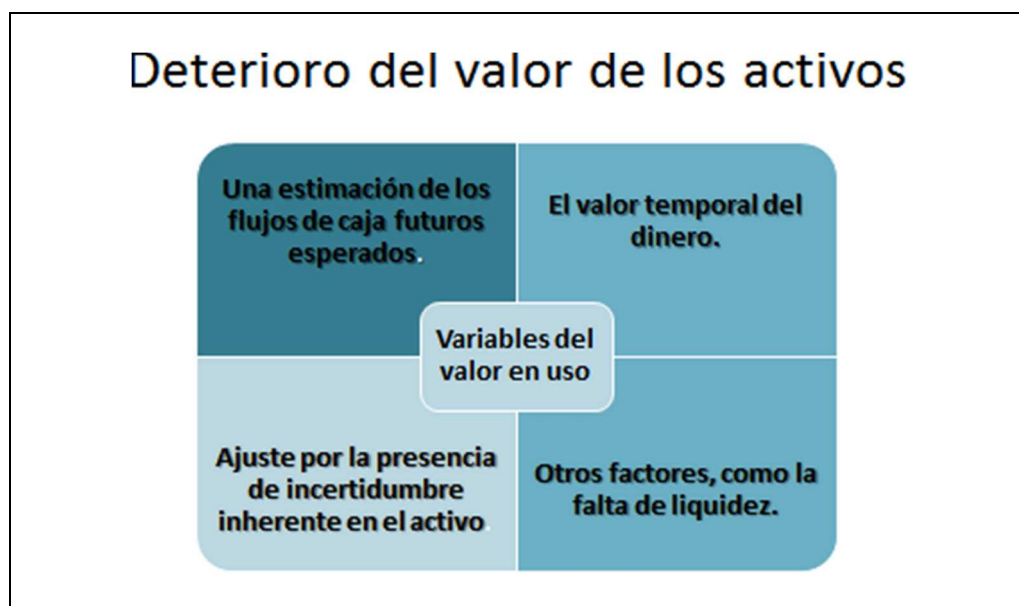 Deterioro del valor de los activos
Una estimación de los
flujos de caja futuros
esperados.
El valor temporal del
dinero.
Variables del
valor en uso
Ajuste por la presencia
de incertidumbre
inherente en el activo
Otros factores, como la
falta de liquidez.